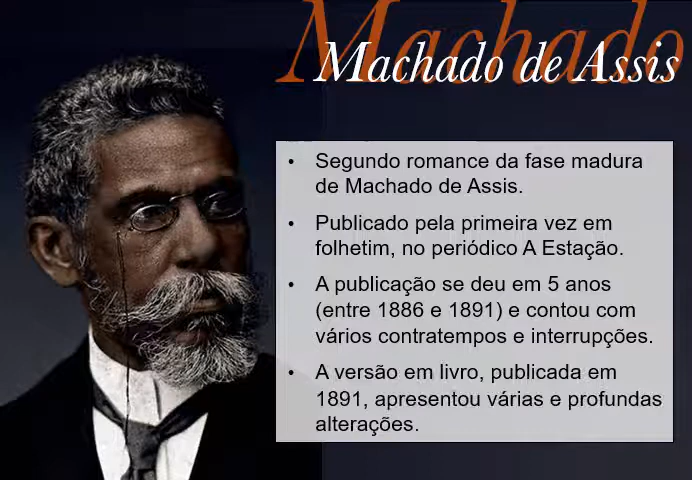 Machado
Machado de Assis
• Segundo romance da fase madura
de Machado de Assis.
• Publicado pela primeira vez em
folhetim, no periódico A Estação.
• A publicação se deu em 5 anos
(entre 1886 e 1891) e contou com
vários contratempos e interrupções.
• A versão em livro, publicada em
1891, apresentou várias e profundas
alterações.